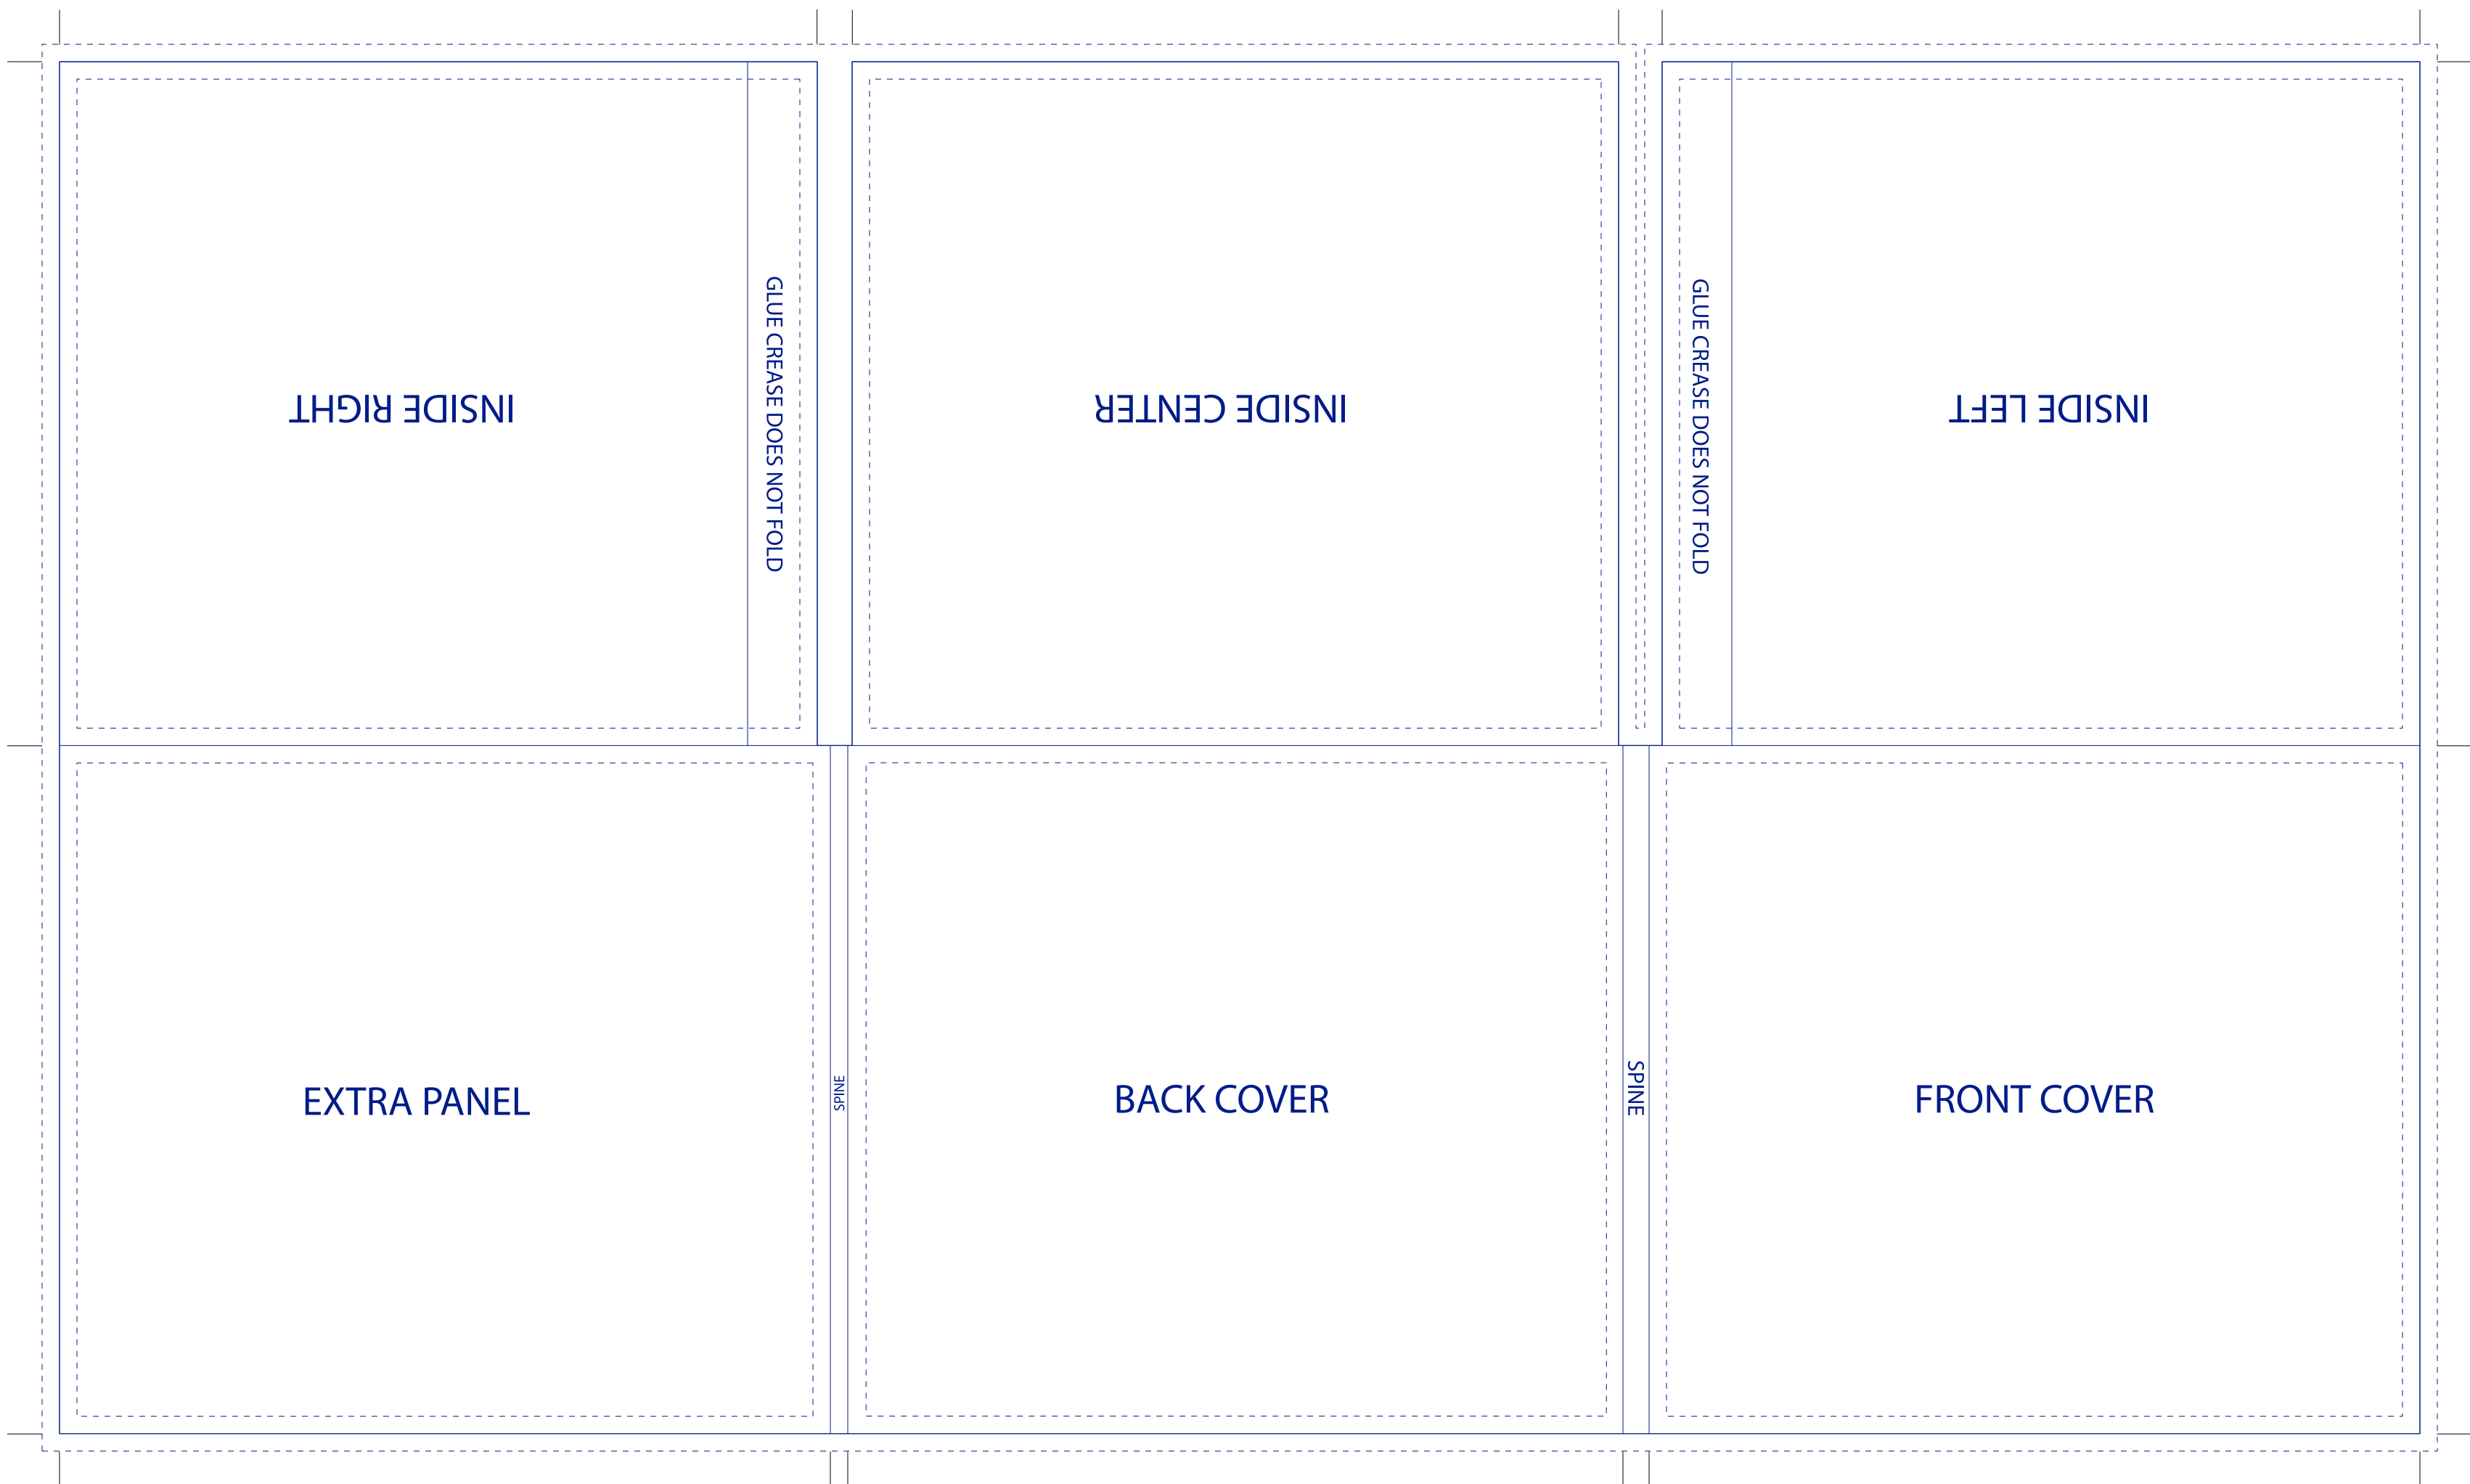 INSIDE RIGHT
GLUE CREASE DOES NOT FOLD
INSIDE CENTER
GLUE CREASE DOES NOT FOLD
INSIDE LEFT
EXTRA PANEL
SPINE
BACK COVER
SPINE
FRONT COVER